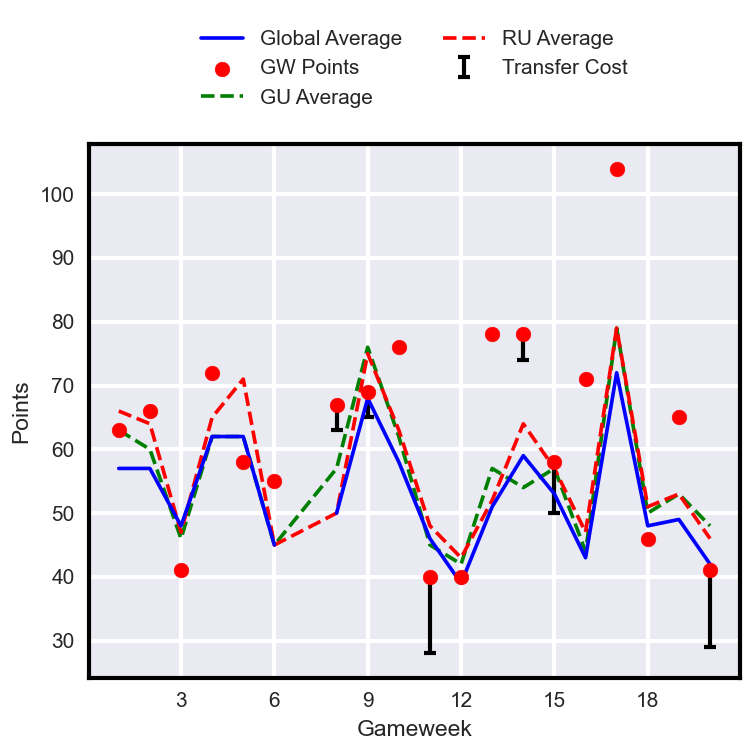 Global Average
GW Points
GU Average
RU Average
Transfer Cost
100
90
80
70
60
50
40
30
Points
3 6 9 12 15 18
Gameweek